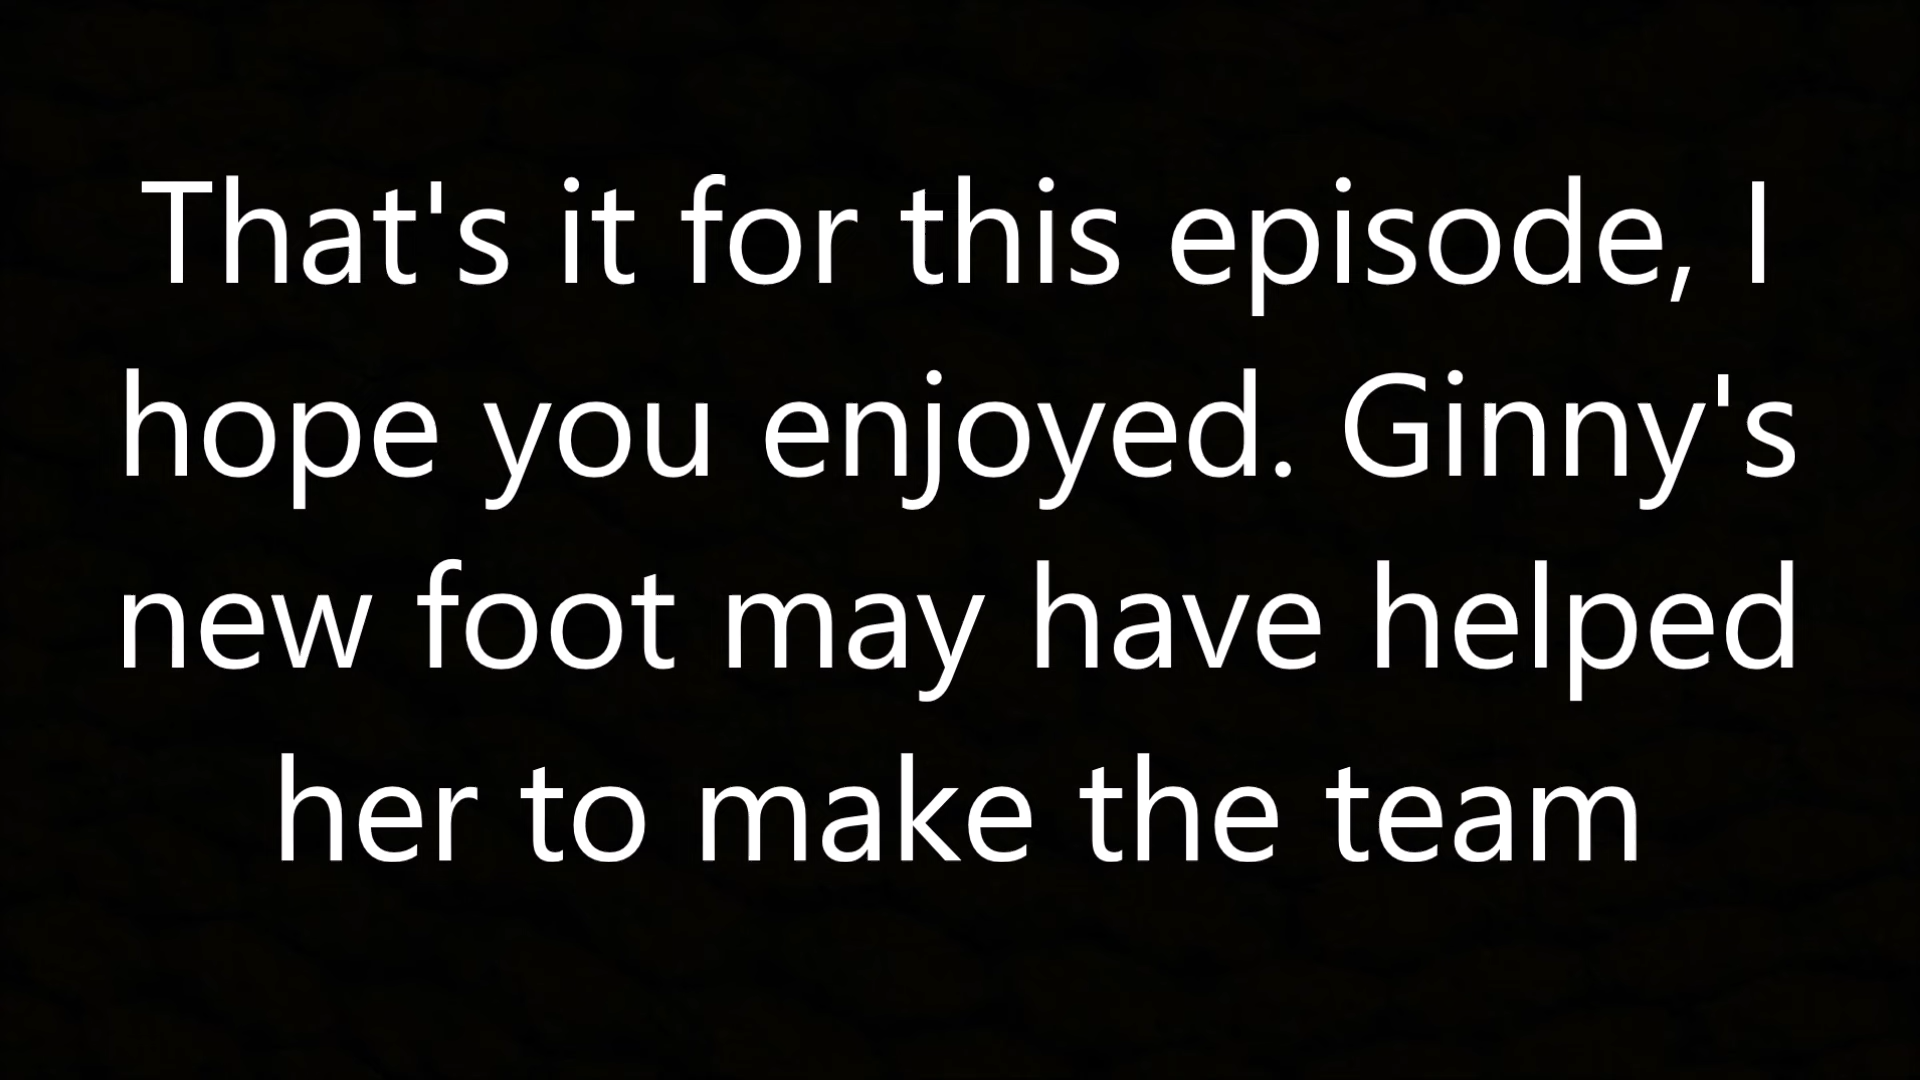 That's it for this episode, I
hope you enjoyed. Ginny's
new foot may have helped
her to make the team